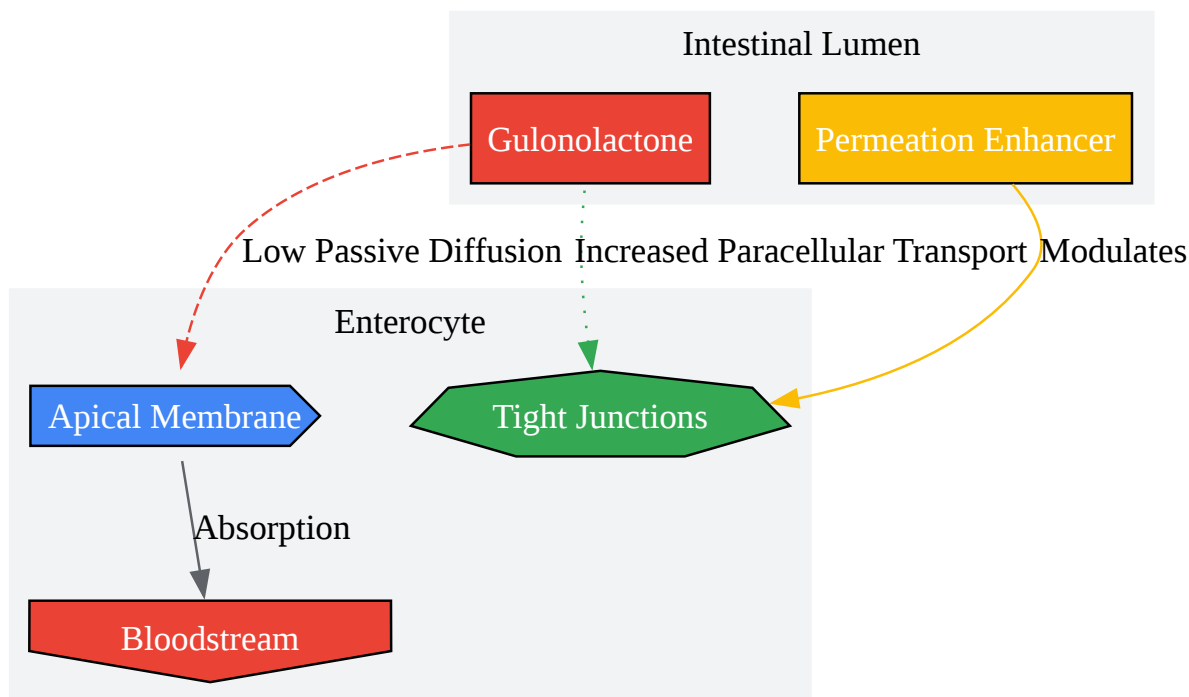 Intestinal Lumen
Gulonolactone
Permeation Enhancer
Low Passive Diffusion
Increased Paracellular Transport
Modulates
Enterocyte
Apical Membrane
Tight Junctions
Absorption
Bloodstream